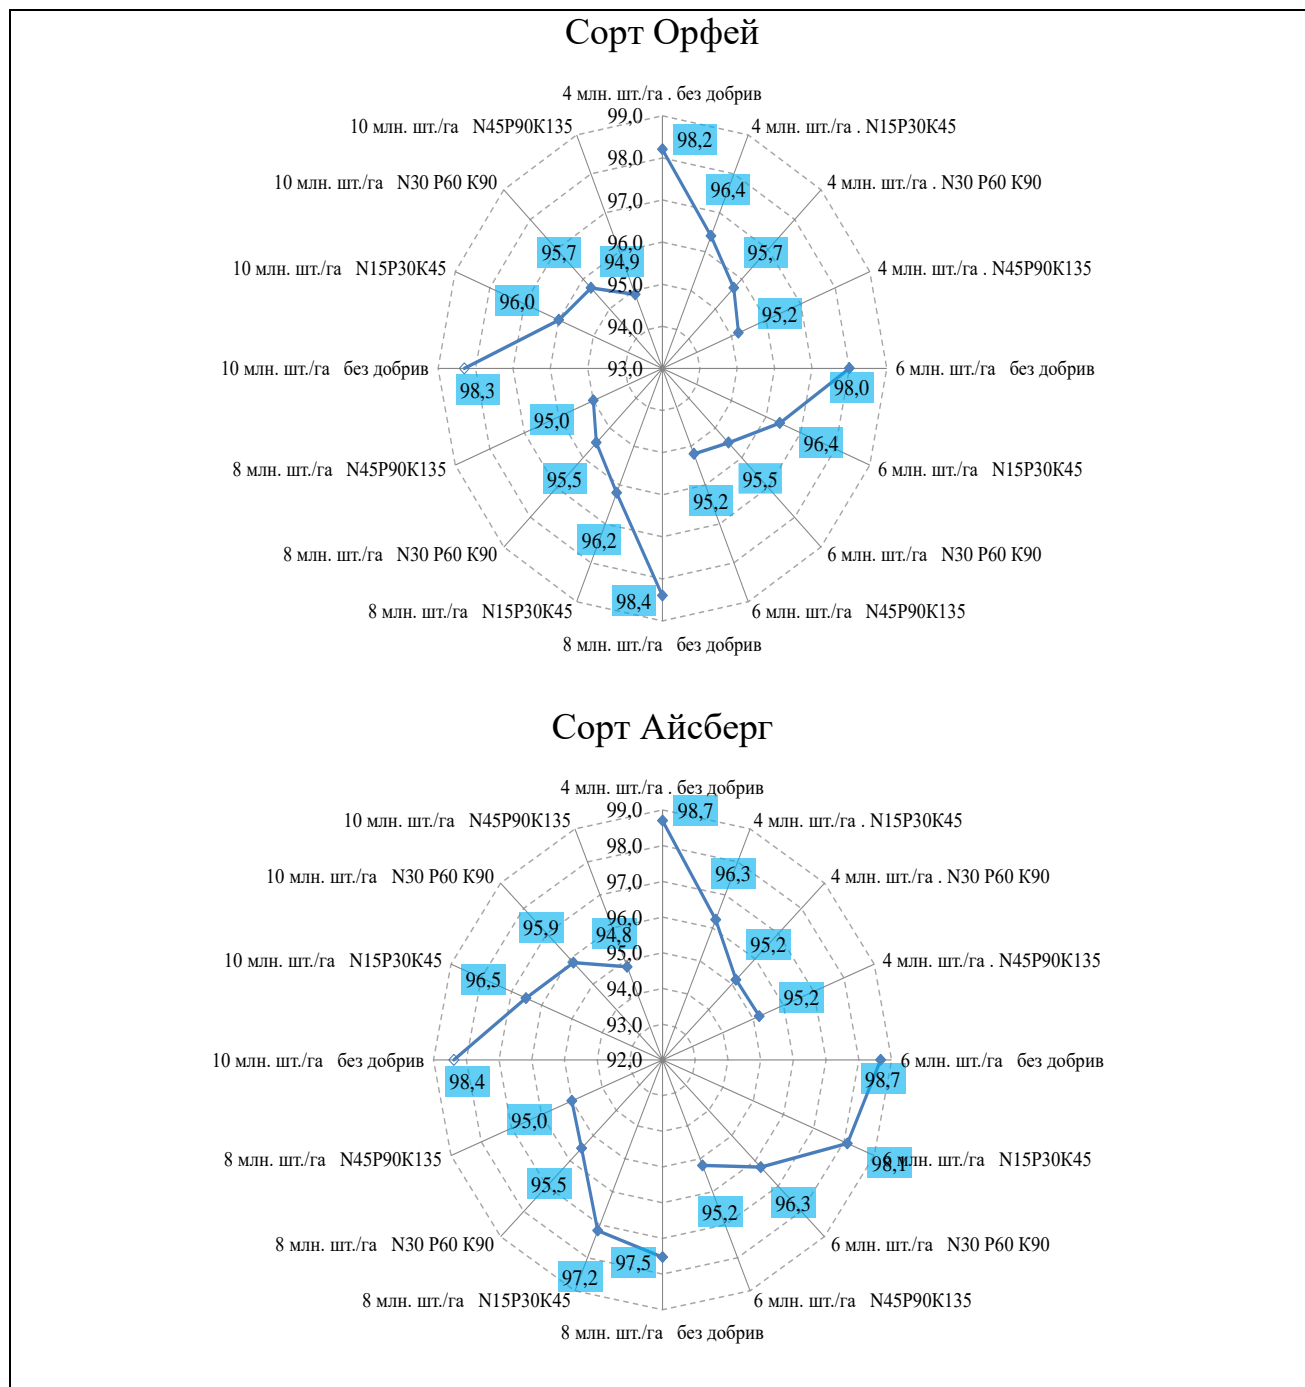 Сорт Орфей
4 млн. шт./га . без добрив
99,0
10 млн. шт./га N45P90K135
4 млн. шт./га . N15P30K45
98,2
98,0
10 млн. шт./га N30 P60 K90
96,4
4 млн. шт./га . N30 P60 K90
97,0
96,0
95,7
94,9
95,7
10 млн. шт./га N15P30K45
4 млн. шт./га . N45P90K135
95,0
96,0
95,2
94,0
10 млн. шт./га без добрив
93,0
6 млн. шт./га без добрив
98,3
98,0
95,0
96,4
8 млн. шт./га N45P90K135
6 млн. шт./га N15P30K45
95,5
95,5
95,2
96,2
8 млн. шт./га N30 P60 K90
6 млн. шт./га N30 P60 K90
98,4
8 млн. шт./га N15P30K45
6 млн. шт./га N45P90K135
8 млн. шт./га без добрив
Сорт Айсберг
4 млн. шт./га . без добрив
99,0
98,7
10 млн. шт./га N45P90K135
4 млн. шт./га . N15P30K45
98,0
96,3
10 млн. шт./га N30 P60 K90
97,0
4 млн. шт./га . N30 P60 K90
96,0
95,9
94,8
95,2
95,0
10 млн. шт./га N15P30K45
4 млн. шт./га . N45P90K135
96,5
94,0
95,2
93,0
10 млн. шт./га без добрив
92,0
6 млн. шт./га без добрив
98,4
98,7
95,0
8 млн. шт./га N45P90K135
6 млн. шт./га N15P30K45
98,1
95,5
96,3
95,2
8 млн. шт./га N30 P60 K90
6 млн. шт./га N30 P60 K90
97,5
97,2
8 млн. шт./га N15P30K45
6 млн. шт./га N45P90K135
8 млн. шт./га без добрив